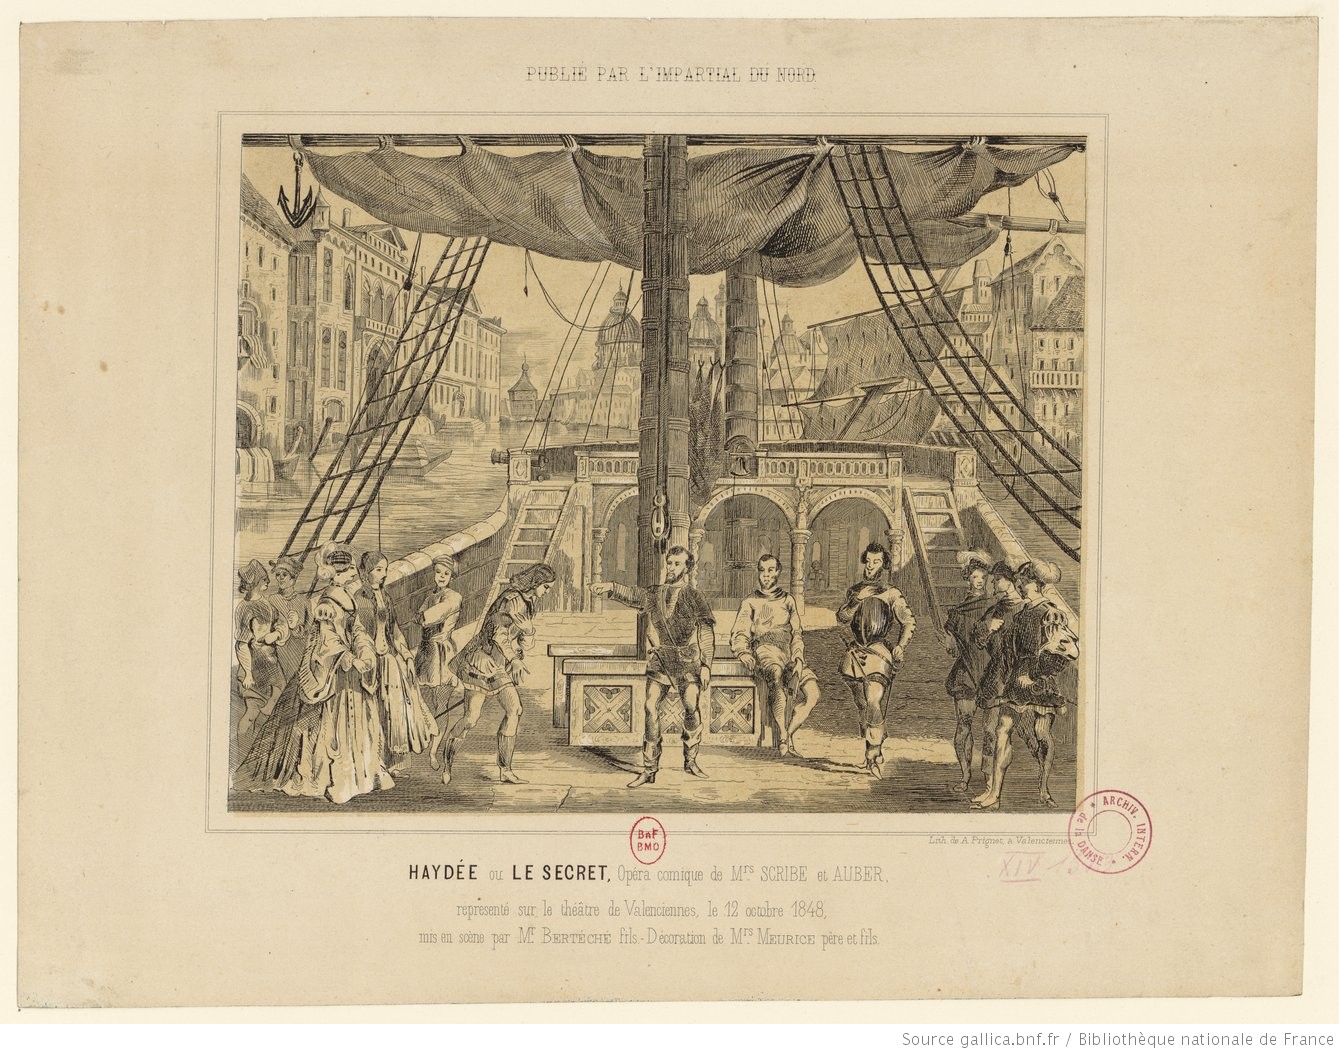 PUBLIÉ PAR L'IMPARTIAL DU NORD.
Lith. de A. Prignet, a Valenciennes.
BnF
BMO
ARCHIV. INTERN.
de la DANSE
XIV
HAYDÉE ou LE SECRET, Opéra comique de Mrs. SCRIBE et AUBER,
représenté sur le théâtre de Valenciennes, le 12 octobre 1848,
mis en scène par Mr. BERTÉCHÉ fils.- Décoration de Mrs. MEURICE père et fils.
Source gallica.bnf.fr / Bibliothèque nationale de France